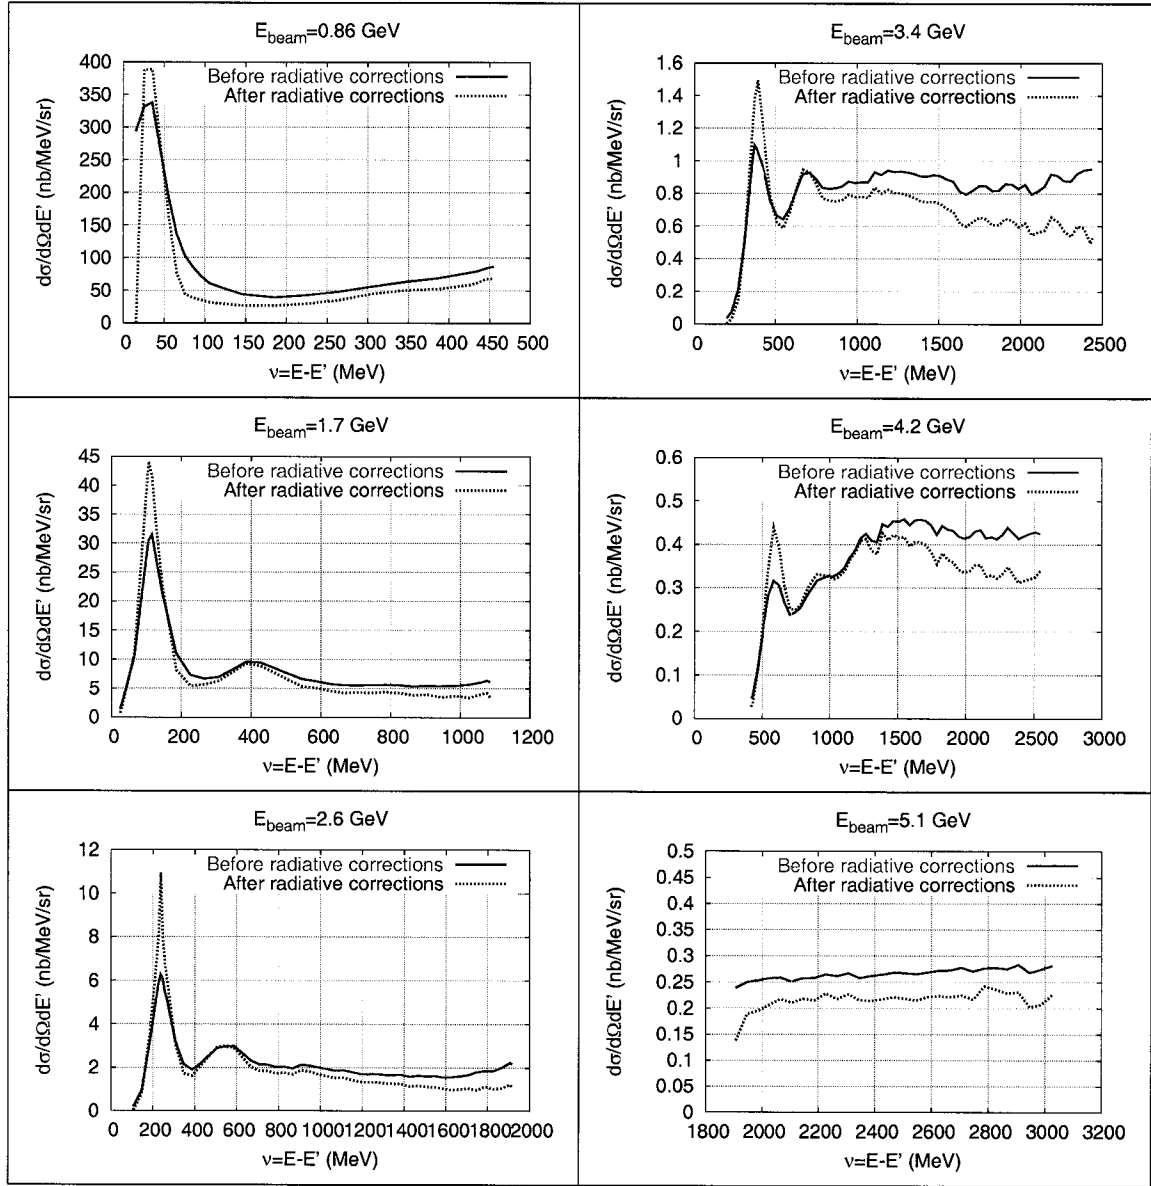 E_beam=0.86 GeV
400
350
300
250
200
150
100
50
0
dσ/dΩdE' (nb/MeV/sr)
Before radiative corrections
After radiative corrections
0 50 100 150 200 250 300 350 400 450 500
ν=E-E' (MeV)
E_beam=3.4 GeV
1.6
1.4
1.2
1
0.8
0.6
0.4
0.2
0
dσ/dΩdE' (nb/MeV/sr)
Before radiative corrections
After radiative corrections
0 500 1000 1500 2000 2500
ν=E-E' (MeV)
E_beam=1.7 GeV
45
40
35
30
25
20
15
10
5
0
dσ/dΩdE' (nb/MeV/sr)
Before radiative corrections
After radiative corrections
0 200 400 600 800 1000 1200
ν=E-E' (MeV)
E_beam=4.2 GeV
0.6
0.5
0.4
0.3
0.2
0.1
0
dσ/dΩdE' (nb/MeV/sr)
Before radiative corrections
After radiative corrections
0 500 1000 1500 2000 2500 3000
ν=E-E' (MeV)
E_beam=2.6 GeV
12
10
8
6
4
2
0
dσ/dΩdE' (nb/MeV/sr)
Before radiative corrections
After radiative corrections
0 200 400 600 800 1000 1200 1400 1600 1800 2000
ν=E-E' (MeV)
E_beam=5.1 GeV
0.5
0.45
0.4
0.35
0.3
0.25
0.2
0.15
0.1
0.05
0
dσ/dΩdE' (nb/MeV/sr)
Before radiative corrections
After radiative corrections
1800 2000 2200 2400 2600 2800 3000 3200
ν=E-E' (MeV)